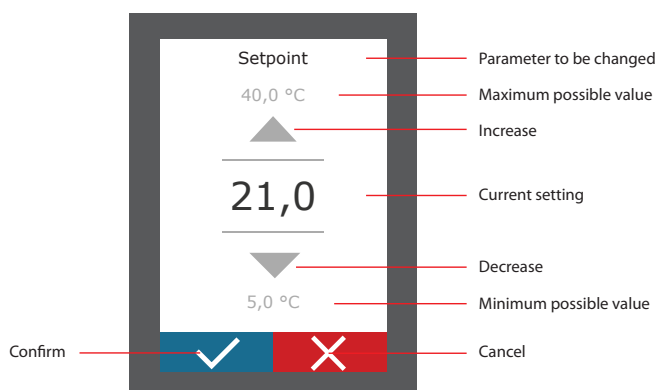 Setpoint
Parameter to be changed
40,0 °C
Maximum possible value
Increase
21,0
Current setting
Decrease
5,0 °C
Minimum possible value
Confirm
Cancel